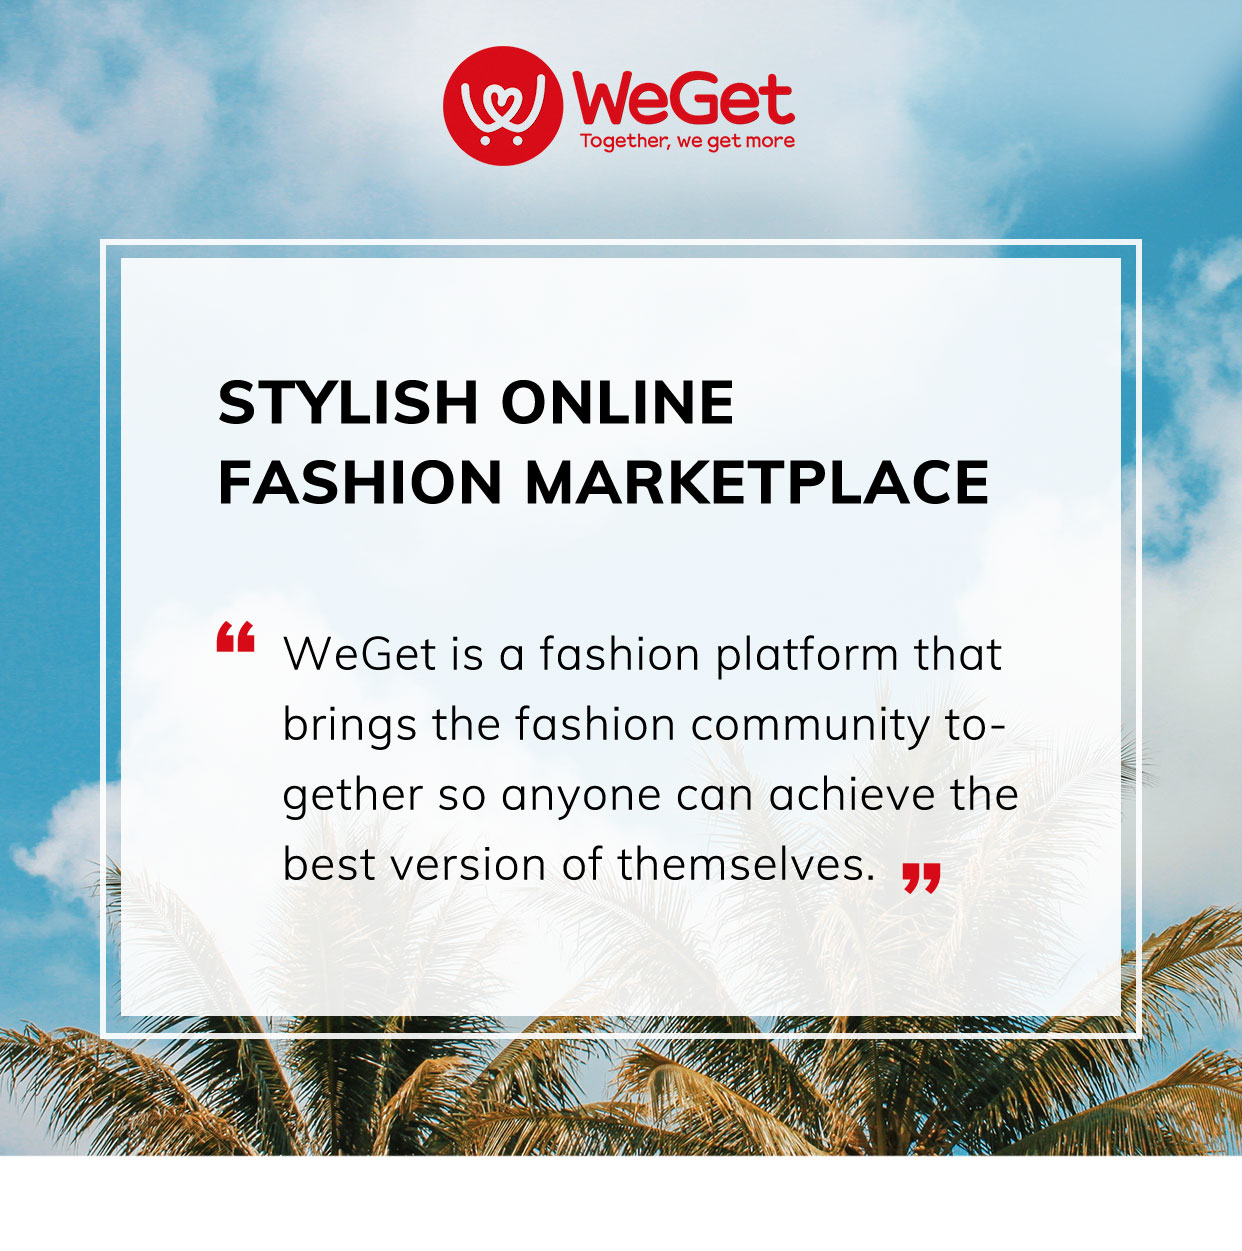 WeGet
Together, we get more
STYLISH ONLINE
FASHION MARKETPLACE
“ WeGet is a fashion platform that
brings the fashion community to-
gether so anyone can achieve the
best version of themselves. ”